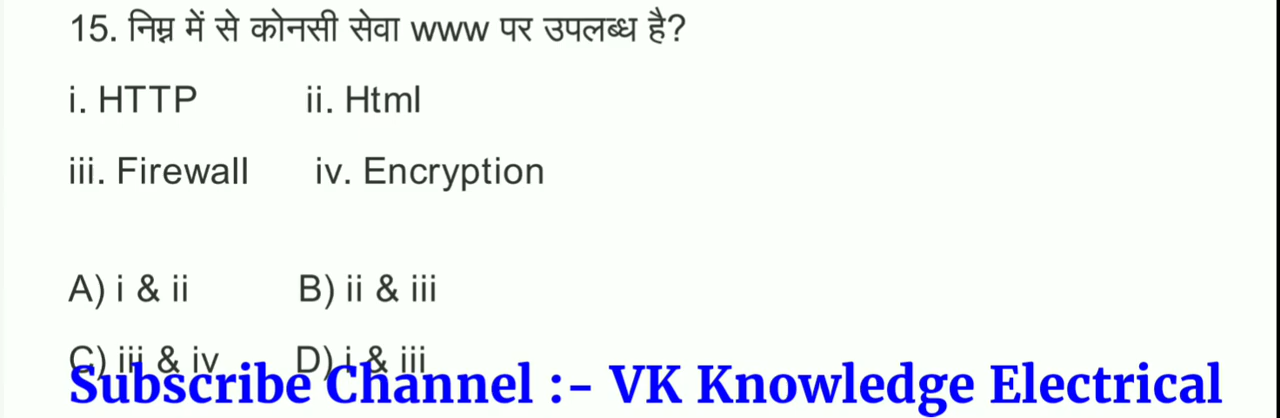 15. निम्न में से कोनसी सेवा www पर उपलब्ध है?
i. HTTP ii. Html
iii. Firewall iv. Encryption
A) i & ii B) ii & iii
C) iii & iv D) i & iii
Subscribe Channel :- VK Knowledge Electrical